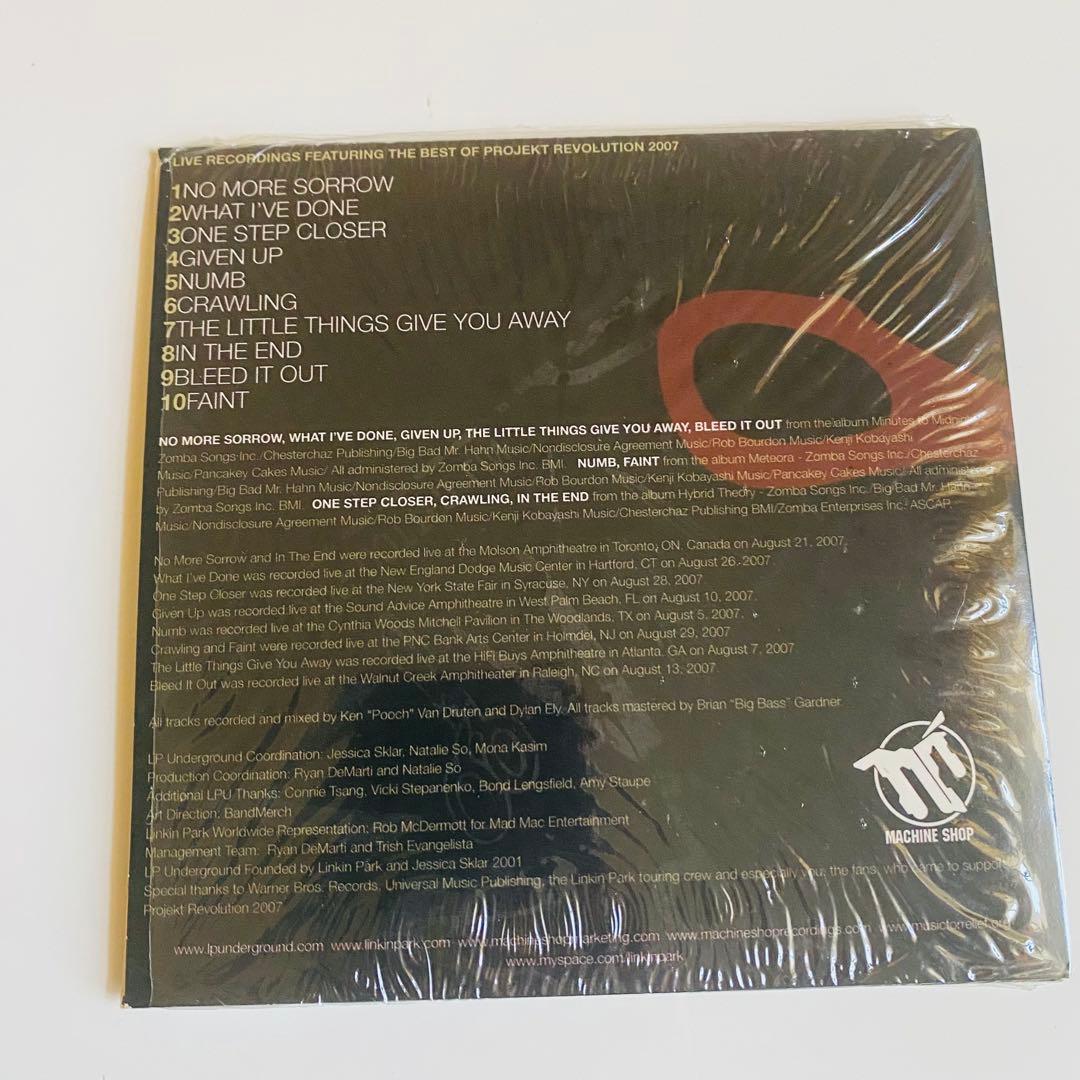 LIVE RECORDINGS FEATURING THE BEST OF PROJEKT REVOLUTION 2007
1NO MORE SORROW
2WHAT I'VE DONE
3ONE STEP CLOSER
4GIVEN UP
5NUMB
6CRAWLING
7THE LITTLE THINGS GIVE YOU AWAY
8IN THE END
9BLEED IT OUT
10FAINT
NO MORE SORROW, WHAT I'VE DONE, GIVEN UP, THE LITTLE THINGS GIVE YOU AWAY, BLEED IT OUT from the album Minutes to Midnight -
Zomba Songs Inc./Chesterchaz Publishing/Big Bad Mr. Hahn Music/Nondisclosure Agreement Music/Rob Bourdon Music/Kenji Kobayashi
Music/Pancakey Cakes Music/ All administered by Zomba Songs Inc. BMI. NUMB, FAINT from the album Meteora - Zomba Songs Inc./Chesterchaz
Publishing/Big Bad Mr. Hahn Music/Nondisclosure Agreement Music/Rob Bourdon Music/Kenji Kobayashi Music/Pancakey Cakes Music/ All administered
by Zomba Songs Inc. BMI. ONE STEP CLOSER, CRAWLING, IN THE END from the album Hybrid Theory - Zomba Songs Inc./Big Bad Mr. Hahn
Music/Nondisclosure Agreement Music/Rob Bourdon Music/Kenji Kobayashi Music/Chesterchaz Publishing BMI/Zomba Enterprises Inc. ASCAP
No More Sorrow and In The End were recorded live at the Molson Amphitheatre in Toronto, ON, Canada on August 21, 2007.
What I've Done was recorded live at the New England Dodge Music Center in Hartford, CT on August 26, 2007.
One Step Closer was recorded live at the New York State Fair in Syracuse, NY on August 28, 2007.
Given Up was recorded live at the Sound Advice Amphitheatre in West Palm Beach, FL on August 10, 2007.
Numb was recorded live at the Cynthia Woods Mitchell Pavilion in The Woodlands, TX on August 5, 2007.
Crawling and Faint were recorded live at the PNC Bank Arts Center in Holmdel, NJ on August 29, 2007
The Little Things Give You Away was recorded live at the HiFi Buys Amphitheatre in Atlanta, GA on August 7, 2007
Bleed It Out was recorded live at the Walnut Creek Amphitheater in Raleigh, NC on August 13, 2007.
All tracks recorded and mixed by Ken "Pooch" Van Druten and Dylan Ely. All tracks mastered by Brian "Big Bass" Gardner
LP Underground Coordination: Jessica Sklar, Natalie So, Mona Kasim
Production Coordination: Ryan DeMarti and Natalie So
Additional LPU Thanks: Connie Tsang, Vicki Stepanenko, Bond Lengsfield, Amy Staupe
Art Direction: BandMerch
Linkin Park Worldwide Representation: Rob McDermott for Mad Mac Entertainment
Management Team: Ryan DeMarti and Trish Evangelista
LP Underground Founded by Linkin Park and Jessica Sklar 2001
Special thanks to Warner Bros. Records, Universal Music Publishing, the Linkin Park touring crew and especially you, the fans, who came to support
Projekt Revolution 2007
MACHINE SHOP
www.lpunderground.com www.linkinpark.com www.machineshopmarketing.com www.machineshoprecordings.com www.musicforrelief.org
www.myspace.com/linkinpark